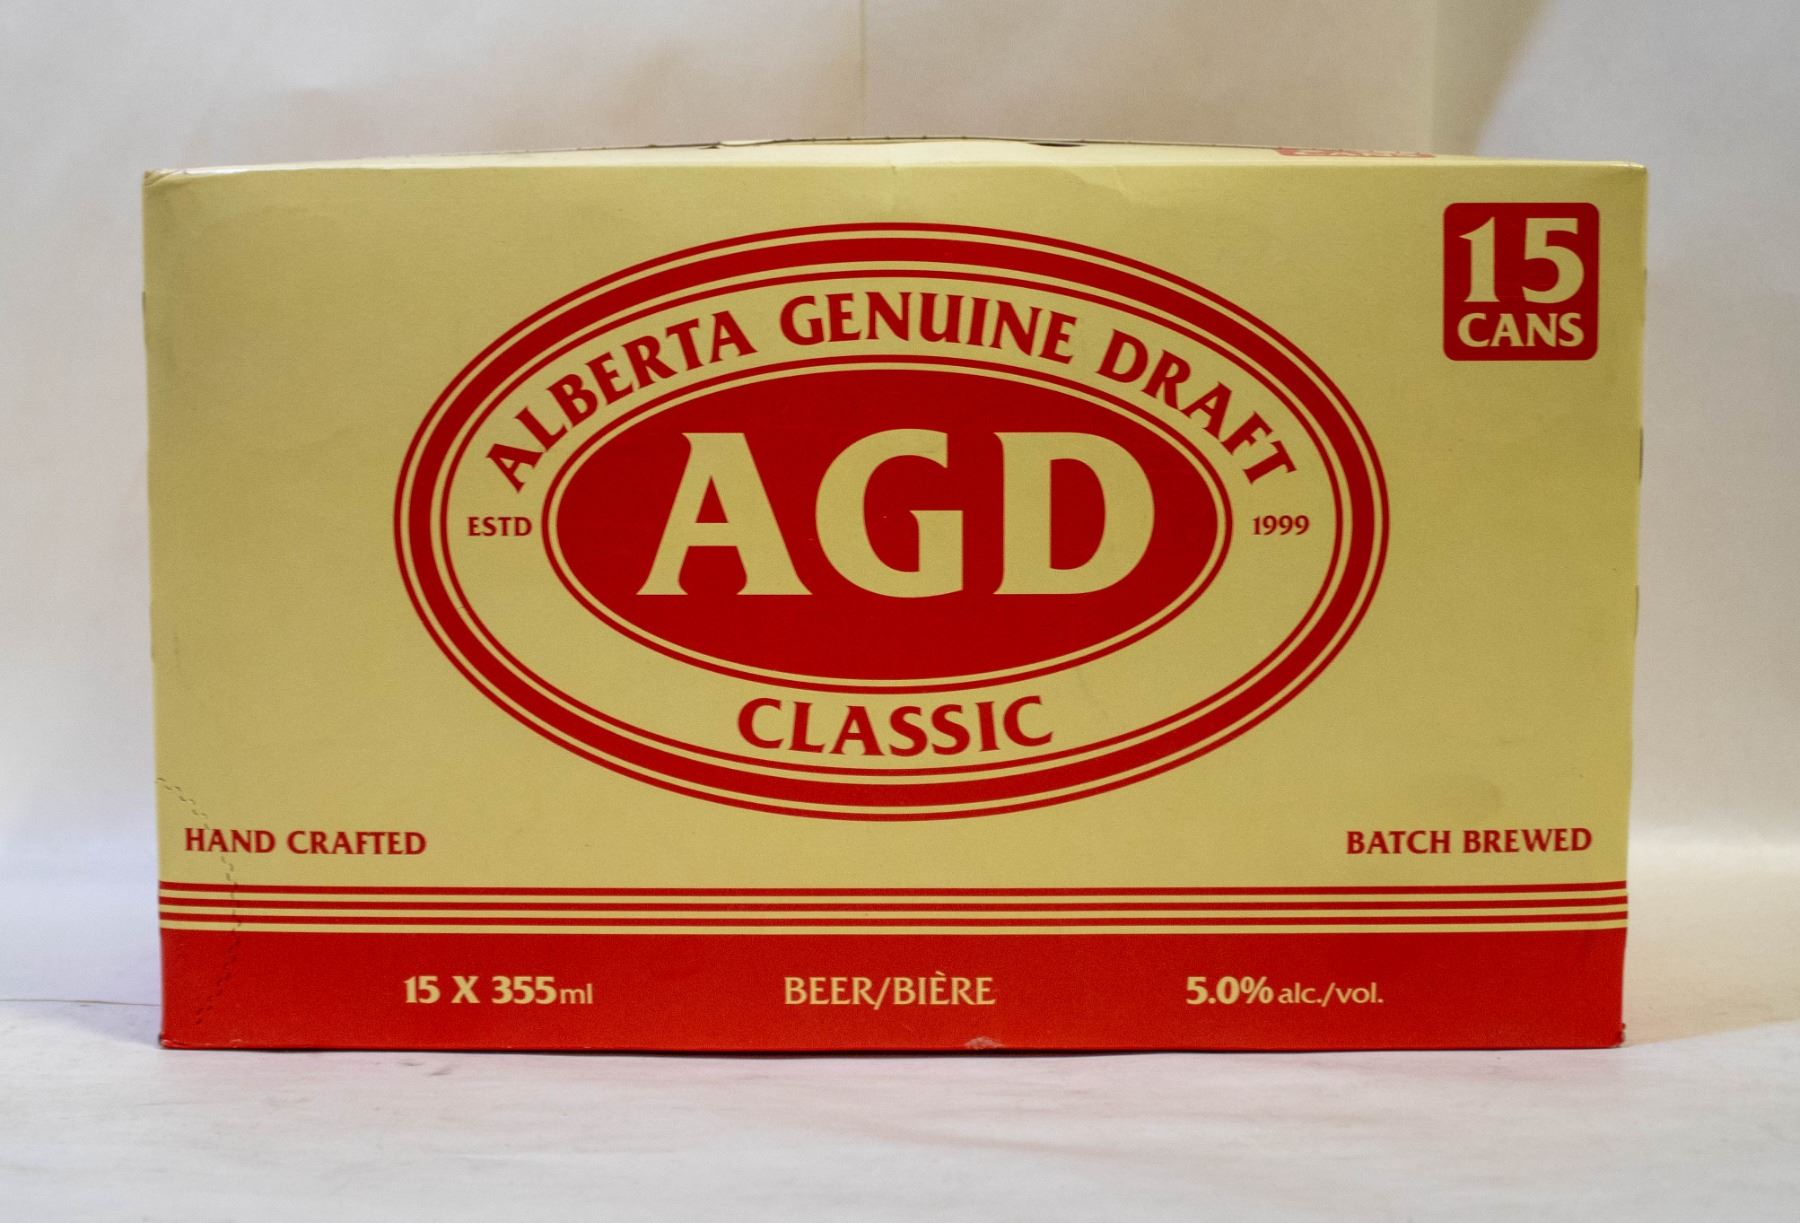 15
CANS
ALBERTA GENUINE DRAFT
AGD
ESTD
1999
CLASSIC
HAND CRAFTED
BATCH BREWED
15 X 355ml
BEER/BIÈRE
5.0% alc./vol.